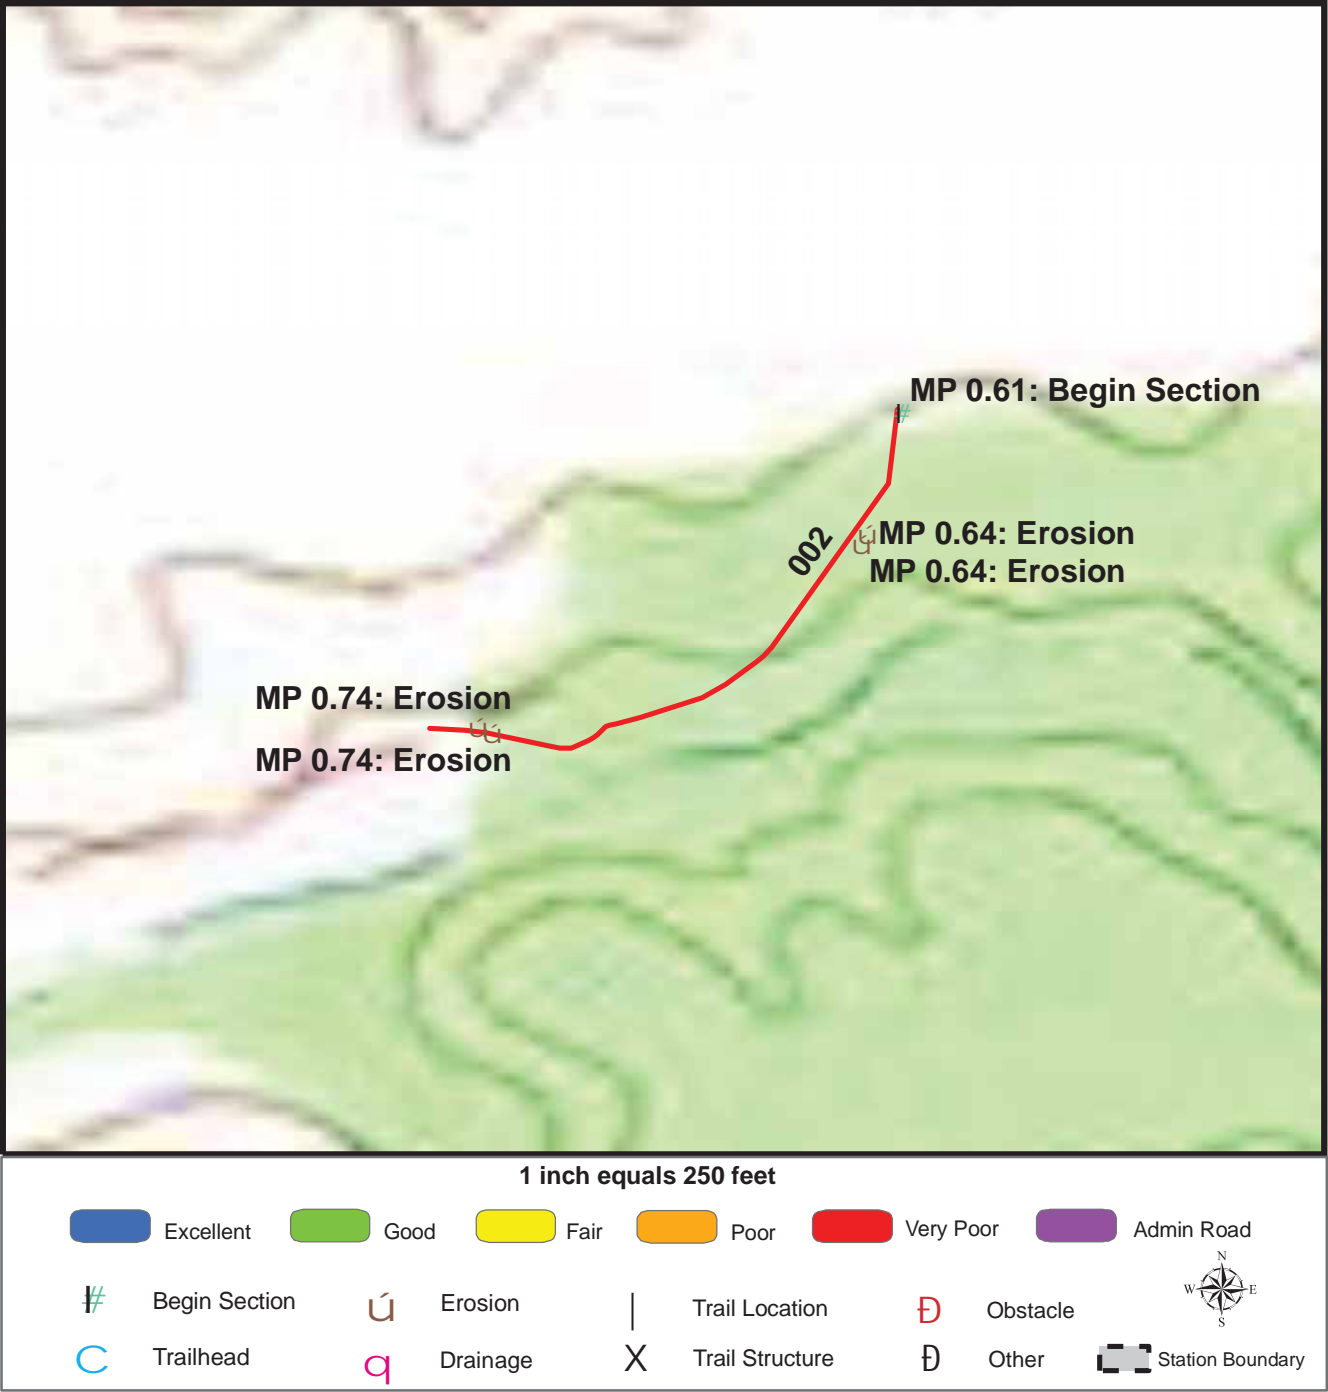 MP 0.61: Begin Section
#
002
ú MP 0.64: Erosion
ú
MP 0.64: Erosion
MP 0.74: Erosion
ú ú
MP 0.74: Erosion
1 inch equals 250 feet
Excellent Good Fair Poor Very Poor Admin Road
# Begin Section ú Erosion | Trail Location Ð Obstacle
N
W E
S
C Trailhead q Drainage X Trail Structure Ð Other Station Boundary